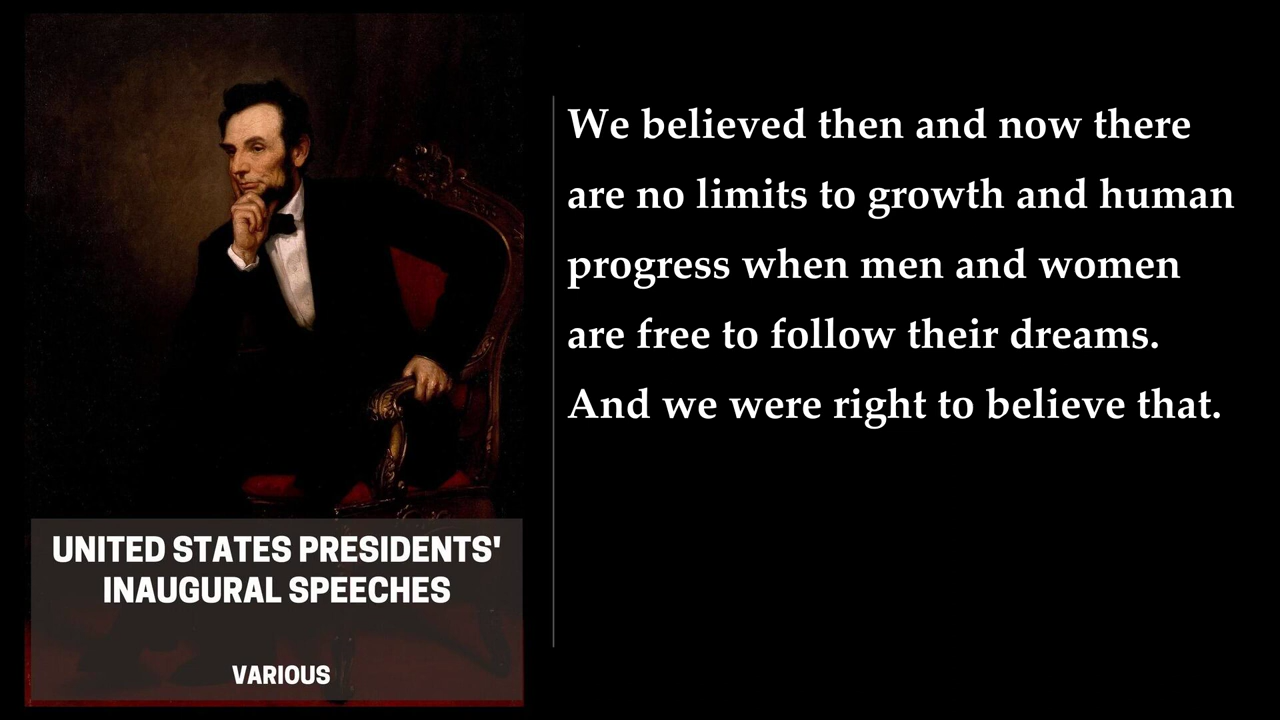 We believed then and now there
are no limits to growth and human
progress when men and women
are free to follow their dreams.
And we were right to believe that.
UNITED STATES PRESIDENTS'
INAUGURAL SPEECHES
VARIOUS